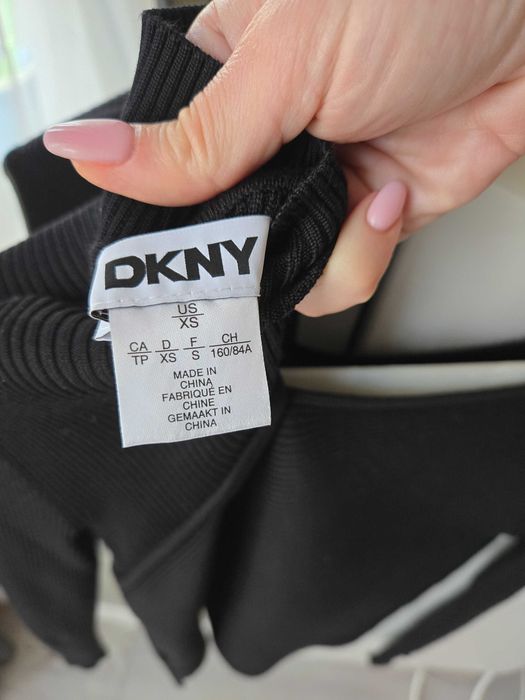 DKNY
US
XS
CA D F CH
TP XS S 160/84A
MADE IN
CHINA
FABRIQUÉ EN
CHINE
GEMAAKT IN
CHINA